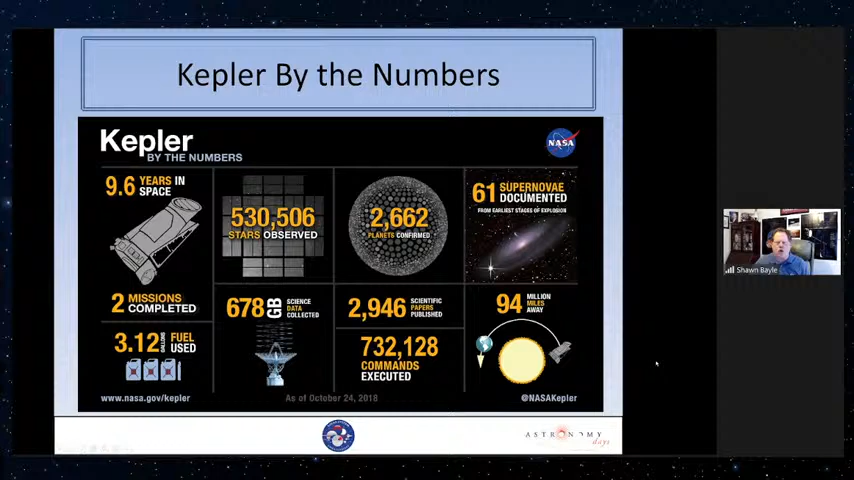 Kepler By the Numbers
Kepler
BY THE NUMBERS
NASA
9.6 YEARS IN
SPACE
530,506
STARS OBSERVED
2,662
PLANETS CONFIRMED
61 SUPERNOVAE
DOCUMENTED
FROM EARLIEST STAGES OF EXPLOSION
2 MISSIONS
COMPLETED
678 GB SCIENCE
DATA
COLLECTED
2,946 SCIENTIFIC
PAPERS
PUBLISHED
94 MILLION
MILES
AWAY
3.12 GALLONS FUEL
USED
732,128
COMMANDS
EXECUTED
www.nasa.gov/kepler
As of October 24, 2018
@NASAKepler
ASTRONOMY
days
Shawn Bayle